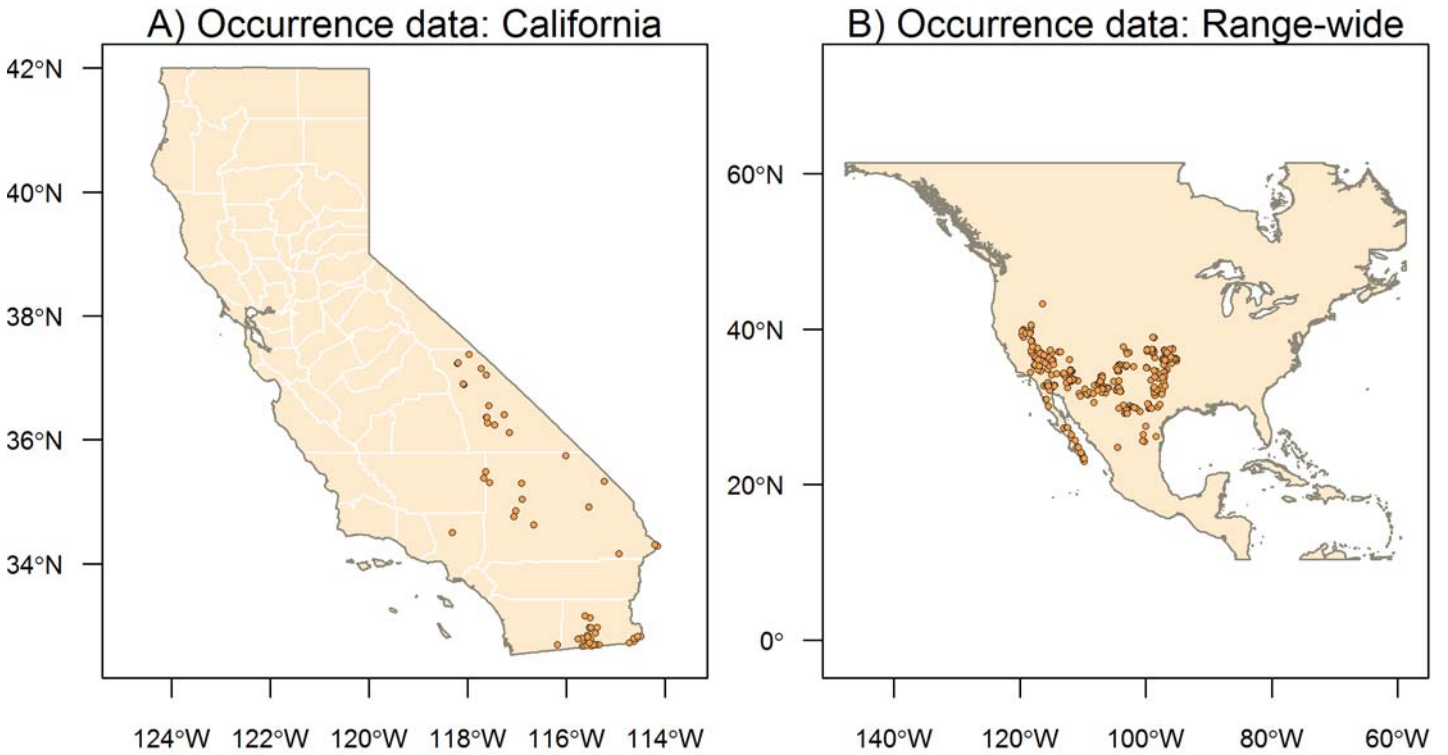 A) Occurrence data: California
42°N
40°N
38°N
36°N
34°N
124°W 122°W 120°W 118°W 116°W 114°W
B) Occurrence data: Range-wide
60°N
40°N
20°N
0°
140°W 120°W 100°W 80°W 60°W